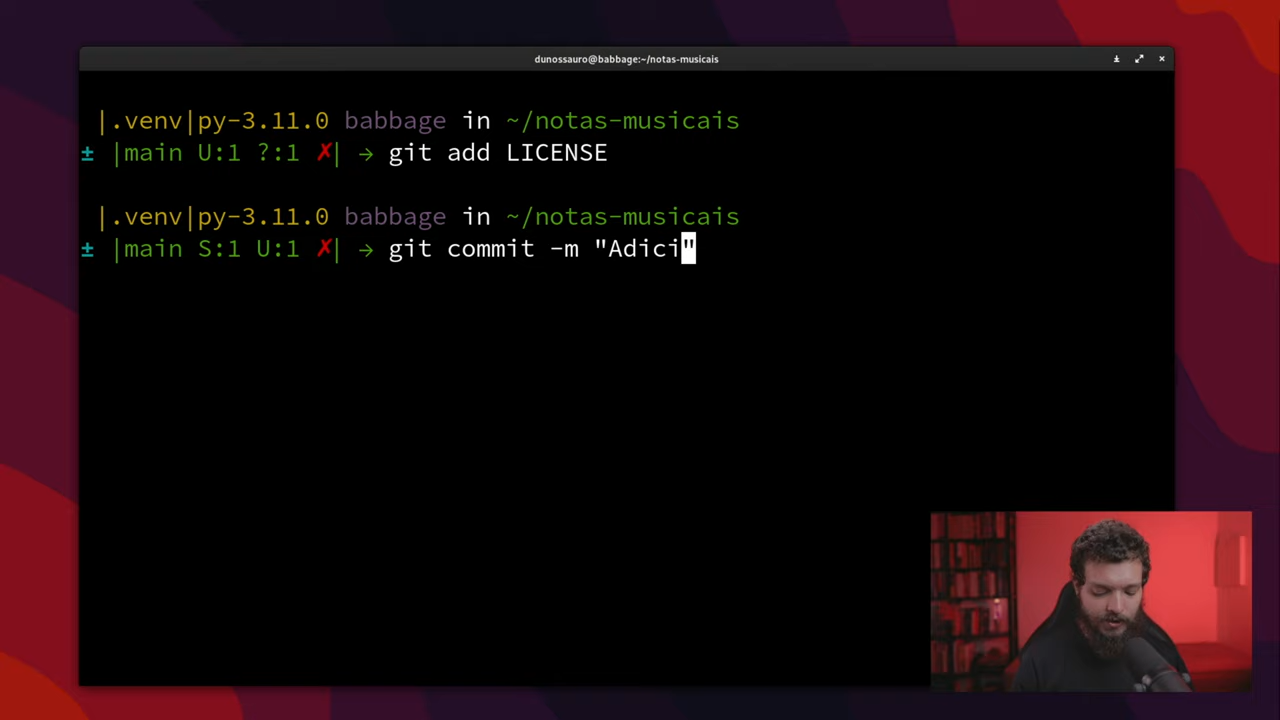 dunossauro@babbage:~/notas-musicais
|.venv|py-3.11.0 babbage in ~/notas-musicais
± |main U:1 ?:1 ✗| → git add LICENSE
|.venv|py-3.11.0 babbage in ~/notas-musicais
± |main S:1 U:1 ✗| → git commit -m "Adici"